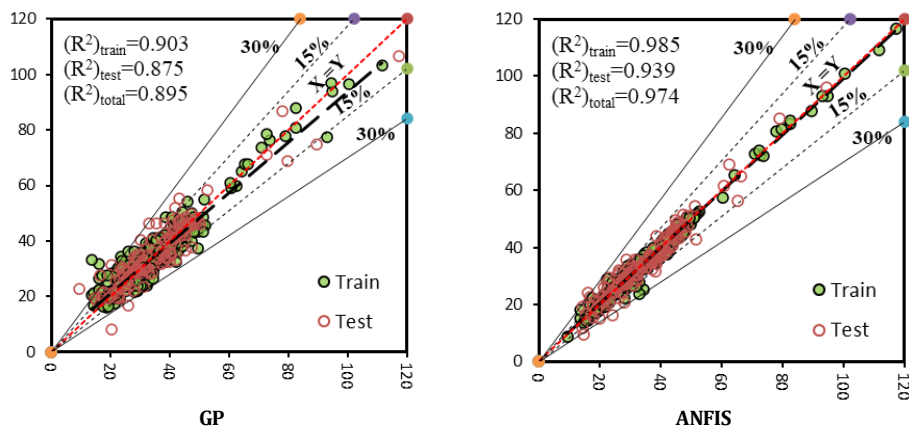 120
100
80
60
40
20
0
(R²)train=0.903
(R²)test=0.875
(R²)total=0.895
30%
15%
X=Y
15%
30%
Train
Test
0
20
40
60
80
100
120
GP
120
100
80
60
40
20
0
(R²)train=0.985
(R²)test=0.939
(R²)total=0.974
30%
15%
X=Y
15%
30%
Train
Test
0
20
40
60
80
100
120
ANFIS